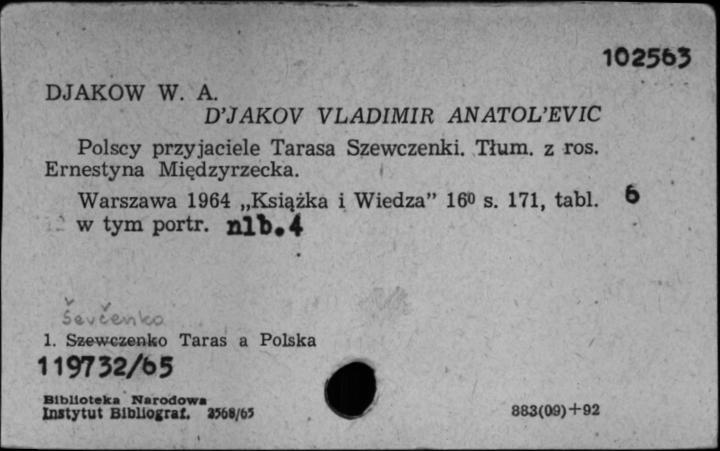 102563
DJAKOW W. A.
D'JAKOV VLADIMIR ANATOL'EVIC
Polscy przyjaciele Tarasa Szewczenki. Tłum. z ros.
Ernestyna Międzyrzecka.
Warszawa 1964 „Książka i Wiedza” 16⁰ s. 171, tabl. 6
w tym portr. nlb. 4
Ševčenko
1. Szewczenko Taras a Polska
119732/65
Biblioteka Narodowa
Instytut Bibliograf. 2568/65
883(09)+92